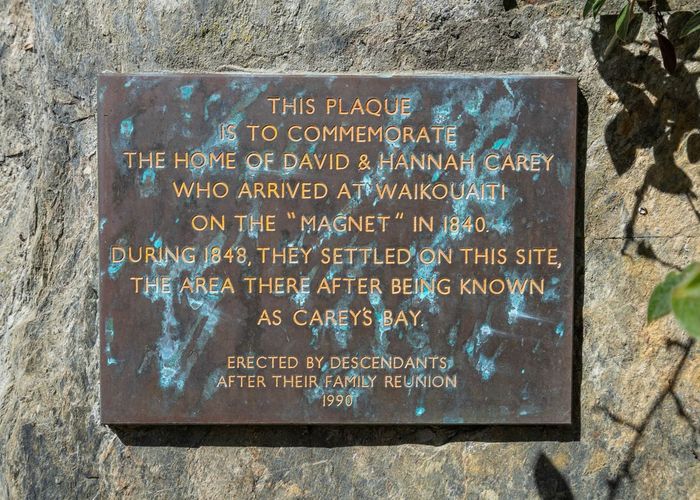 THIS PLAQUE
IS TO COMMEMORATE
THE HOME OF DAVID & HANNAH CAREY
WHO ARRIVED AT WAIKOUAITI
ON THE "MAGNET" IN 1840.
DURING 1848, THEY SETTLED ON THIS SITE,
THE AREA THERE AFTER BEING KNOWN
AS CAREY'S BAY.
ERECTED BY DESCENDANTS
AFTER THEIR FAMILY REUNION
1990